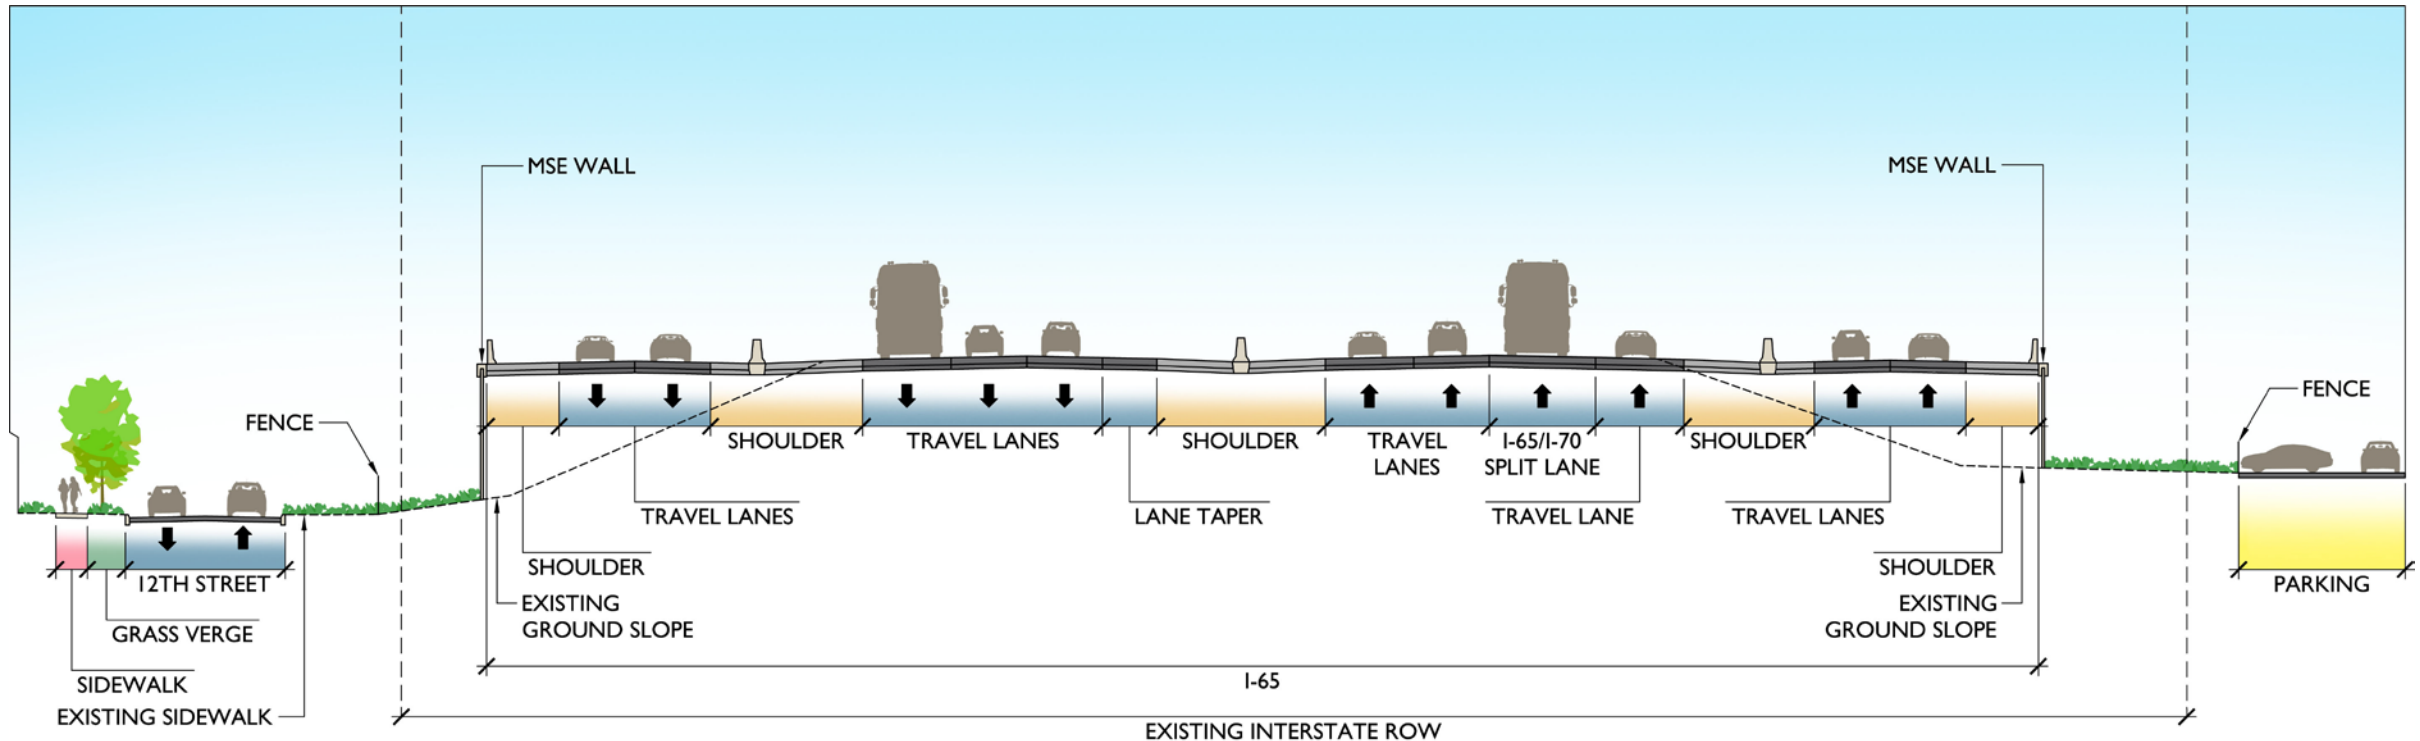 MSE WALL
MSE WALL
FENCE
FENCE
SHOULDER
TRAVEL LANES
SHOULDER
TRAVEL
LANES
I-65/I-70
SPLIT LANE
SHOULDER
TRAVEL LANES
LANE TAPER
TRAVEL LANE
TRAVEL LANES
SHOULDER
SHOULDER
12TH STREET
PARKING
EXISTING
GROUND SLOPE
EXISTING
GROUND SLOPE
GRASS VERGE
SIDEWALK
I-65
EXISTING SIDEWALK
EXISTING INTERSTATE ROW